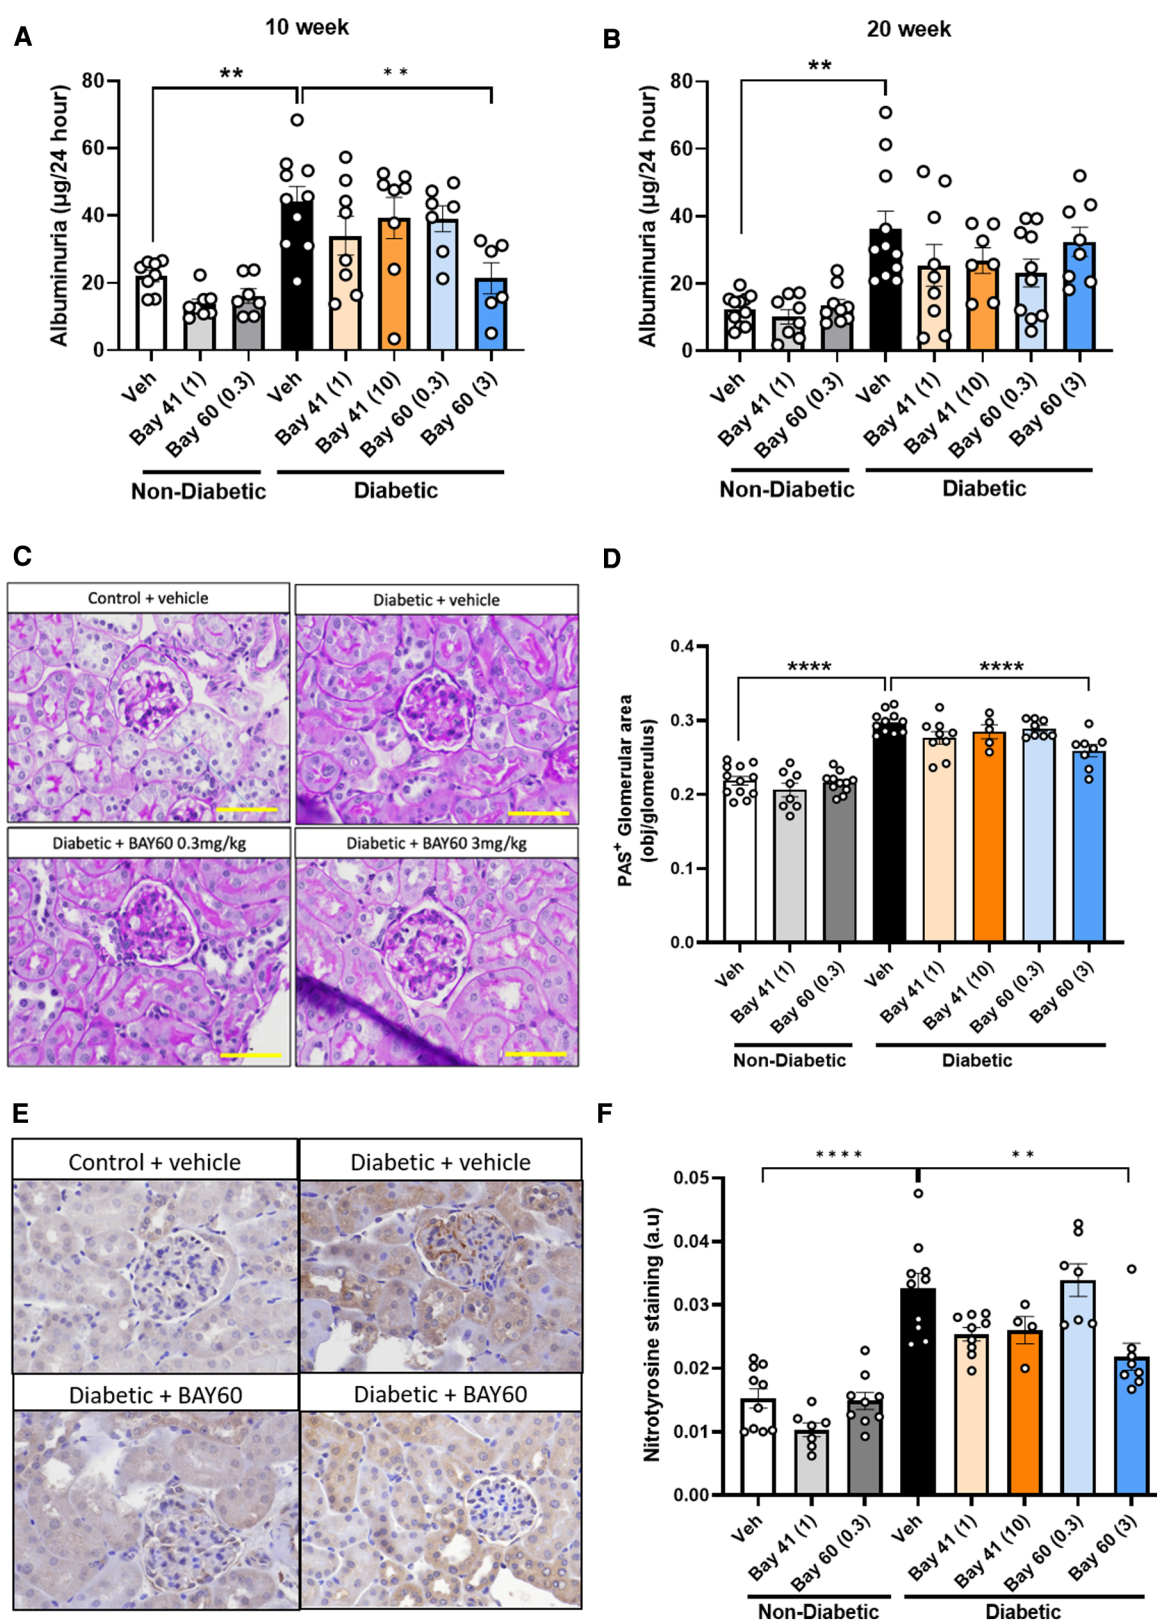 A
10 week
Albuminuria (μg/24 hour)
80
60
40
20
0
**
**
Veh
Bay 41 (1)
Bay 60 (0.3)
Veh
Bay 41 (1)
Bay 41 (10)
Bay 60 (0.3)
Bay 60 (3)
Non-Diabetic
Diabetic
B
20 week
Albuminuria (μg/24 hour)
80
60
40
20
0
**
Veh
Bay 41 (1)
Bay 60 (0.3)
Veh
Bay 41 (1)
Bay 41 (10)
Bay 60 (0.3)
Bay 60 (3)
Non-Diabetic
Diabetic
C
Control + vehicle
Diabetic + vehicle
Diabetic + BAY60 0.3mg/kg
Diabetic + BAY60 3mg/kg
D
PAS+ Glomerular area
(obj/glomerulus)
0.4
0.3
0.2
0.1
0.0
****
****
Veh
Bay 41 (1)
Bay 60 (0.3)
Veh
Bay 41 (1)
Bay 41 (10)
Bay 60 (0.3)
Bay 60 (3)
Non-Diabetic
Diabetic
E
Control + vehicle
Diabetic + vehicle
Diabetic + BAY60
Diabetic + BAY60
F
Nitrotyrosine staining (a.u)
0.05
0.04
0.03
0.02
0.01
0.00
****
**
Veh
Bay 41 (1)
Bay 60 (0.3)
Veh
Bay 41 (1)
Bay 41 (10)
Bay 60 (0.3)
Bay 60 (3)
Non-Diabetic
Diabetic